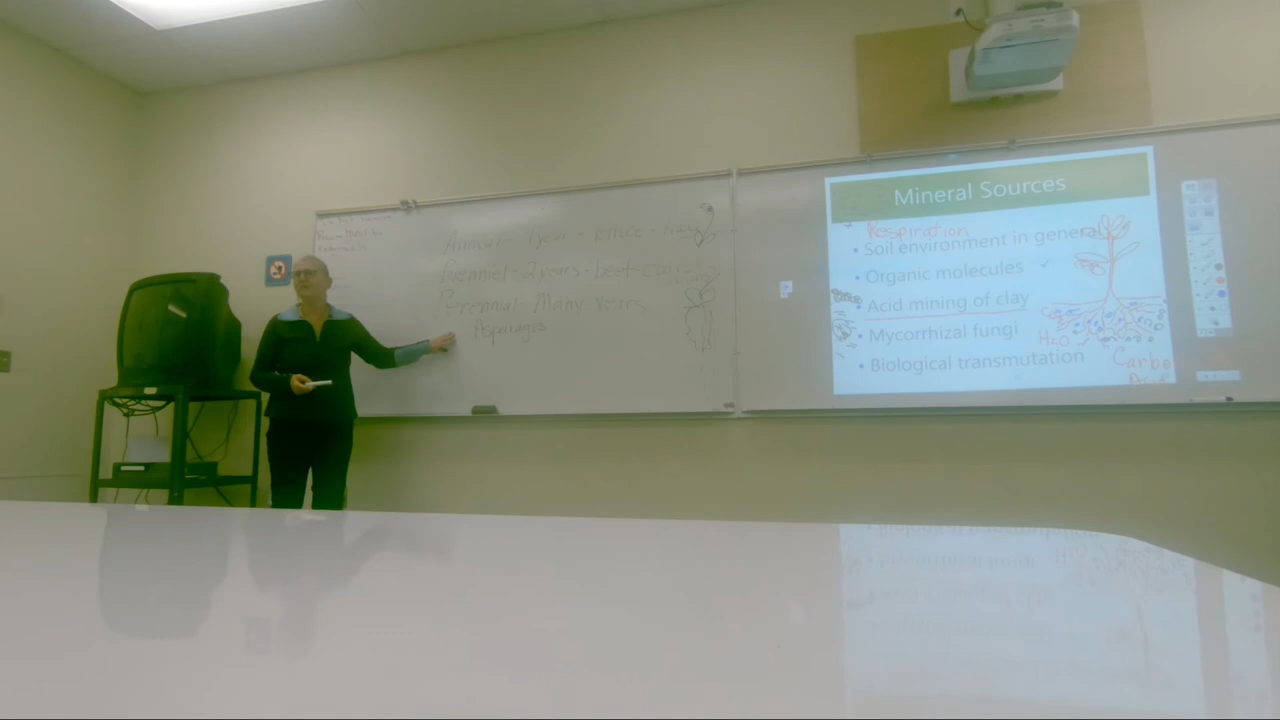 Annual - 1 year - lettuce -
Biennial - 2 years - beet - carrot
Perennial - Many Years
Asparagus
Mineral Sources
Respiration
• Soil environment in general
• Organic molecules
• Acid mining of clay
• Mycorrhizal fungi
• Biological transmutation
H2O
Carbo